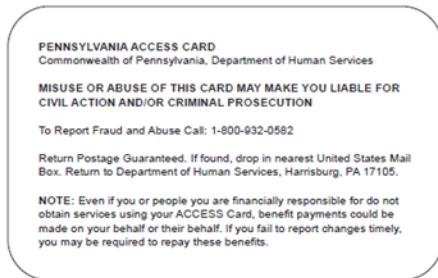 PENNSYLVANIA ACCESS CARD
Commonwealth of Pennsylvania, Department of Human Services
MISUSE OR ABUSE OF THIS CARD MAY MAKE YOU LIABLE FOR
CIVIL ACTION AND/OR CRIMINAL PROSECUTION
To Report Fraud and Abuse Call: 1-800-932-0582
Return Postage Guaranteed. If found, drop in nearest United States Mail
Box. Return to Department of Human Services, Harrisburg, PA 17105.
NOTE: Even if you or people you are financially responsible for do not
obtain services using your ACCESS Card, benefit payments could be
made on your behalf or their behalf. If you fail to report changes timely,
you may be required to repay these benefits.